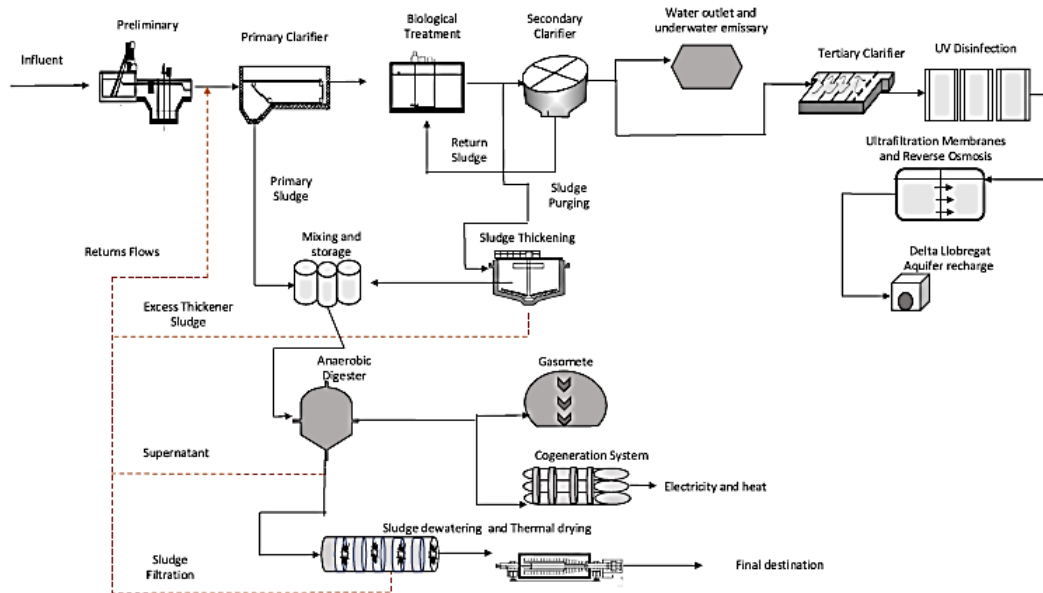 Preliminary
Influent
Primary Clarifier
Biological
Treatment
Secondary
Clarifier
Water outlet and
underwater emissary
Tertiary Clarifier
UV Disinfection
Return
Sludge
Ultrafiltration Membranes
and Reverse Osmosis
Primary
Sludge
Sludge
Purging
Mixing and
storage
Sludge Thickening
Returns Flows
Delta Llobregat
Aquifer recharge
Excess Thickener
Sludge
Anaerobic
Digester
Gasomete
Supernatant
Cogeneration System
Electricity and heat
Sludge dewatering and Thermal drying
Sludge
Filtration
Final destination